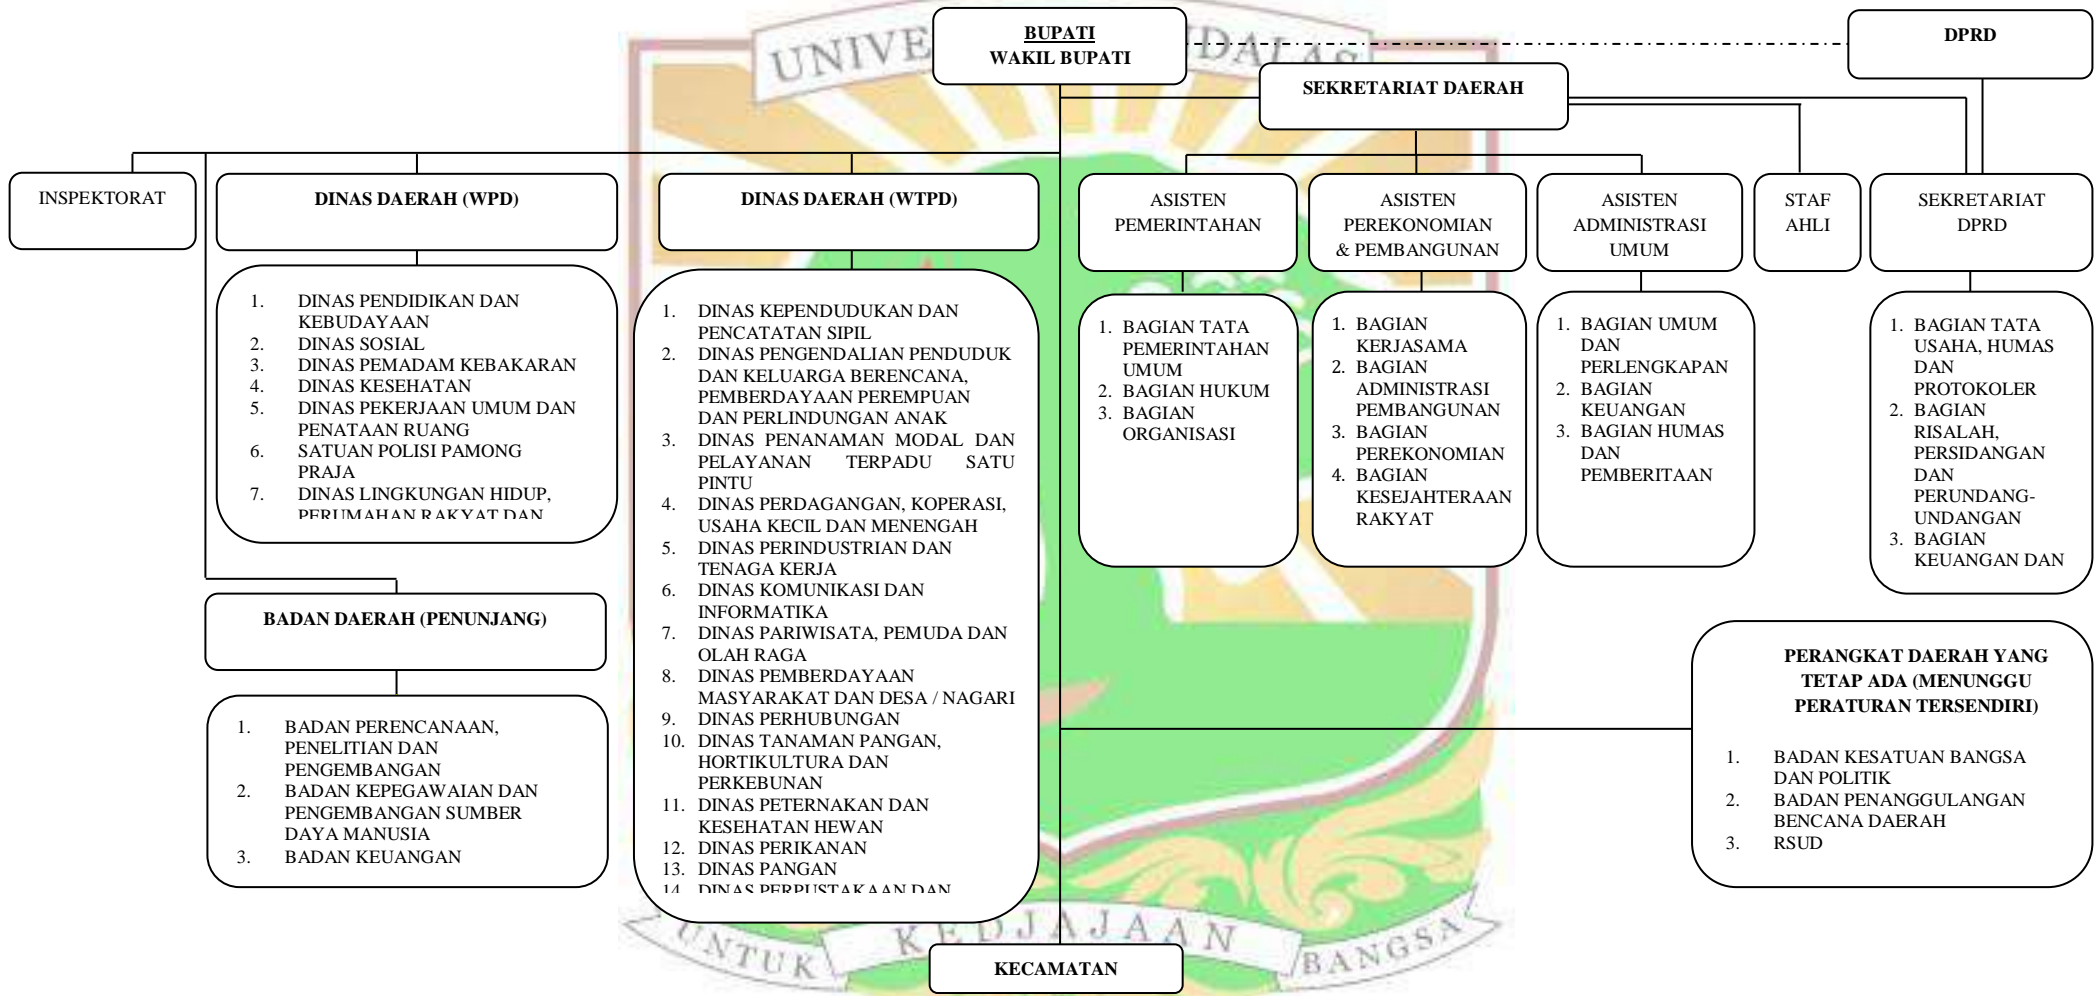 UNIVE
DALAS
BUPATI
WAKIL BUPATI
DPRD
SEKRETARIAT DAERAH
INSPEKTORAT
DINAS DAERAH (WPD)
DINAS DAERAH (WTPD)
ASISTEN
PEMERINTAHAN
ASISTEN
PEREKONOMIAN
& PEMBANGUNAN
ASISTEN
ADMINISTRASI
UMUM
STAF
AHLI
SEKRETARIAT
DPRD
1. DINAS PENDIDIKAN DAN
KEBUDAYAAN
2. DINAS SOSIAL
3. DINAS PEMADAM KEBAKARAN
4. DINAS KESEHATAN
5. DINAS PEKERJAAN UMUM DAN
PENATAAN RUANG
6. SATUAN POLISI PAMONG
PRAJA
7. DINAS LINGKUNGAN HIDUP,
PERUMAHAN RAKYAT DAN
1. DINAS KEPENDUDUKAN DAN
PENCATATAN SIPIL
2. DINAS PENGENDALIAN PENDUDUK
DAN KELUARGA BERENCANA,
PEMBERDAYAAN PEREMPUAN
DAN PERLINDUNGAN ANAK
3. DINAS PENANAMAN MODAL DAN
PELAYANAN TERPADU SATU
PINTU
4. DINAS PERDAGANGAN, KOPERASI,
USAHA KECIL DAN MENENGAH
5. DINAS PERINDUSTRIAN DAN
TENAGA KERJA
6. DINAS KOMUNIKASI DAN
INFORMATIKA
7. DINAS PARIWISATA, PEMUDA DAN
OLAH RAGA
8. DINAS PEMBERDAYAAN
MASYARAKAT DAN DESA / NAGARI
9. DINAS PERHUBUNGAN
10. DINAS TANAMAN PANGAN,
HORTIKULTURA DAN
PERKEBUNAN
11. DINAS PETERNAKAN DAN
KESEHATAN HEWAN
12. DINAS PERIKANAN
13. DINAS PANGAN
14. DINAS PERPUSTAKAAN DAN
1. BAGIAN TATA
PEMERINTAHAN
UMUM
2. BAGIAN HUKUM
3. BAGIAN
ORGANISASI
1. BAGIAN
KERJASAMA
2. BAGIAN
ADMINISTRASI
PEMBANGUNAN
3. BAGIAN
PEREKONOMIAN
4. BAGIAN
KESEJAHTERAAN
RAKYAT
1. BAGIAN UMUM
DAN
PERLENGKAPAN
2. BAGIAN
KEUANGAN
3. BAGIAN HUMAS
DAN
PEMBERITAAN
1. BAGIAN TATA
USAHA, HUMAS
DAN
PROTOKOLER
2. BAGIAN
RISALAH,
PERSIDANGAN
DAN
PERUNDANG-
UNDANGAN
3. BAGIAN
KEUANGAN DAN
BADAN DAERAH (PENUNJANG)
1. BADAN PERENCANAAN,
PENELITIAN DAN
PENGEMBANGAN
2. BADAN KEPEGAWAIAN DAN
PENGEMBANGAN SUMBER
DAYA MANUSIA
3. BADAN KEUANGAN
PERANGKAT DAERAH YANG
TETAP ADA (MENUNGGU
PERATURAN TERSENDIRI)
1. BADAN KESATUAN BANGSA
DAN POLITIK
2. BADAN PENANGGULANGAN
BENCANA DAERAH
3. RSUD
UNTUK KEDJAJAAN BANGSA
KECAMATAN